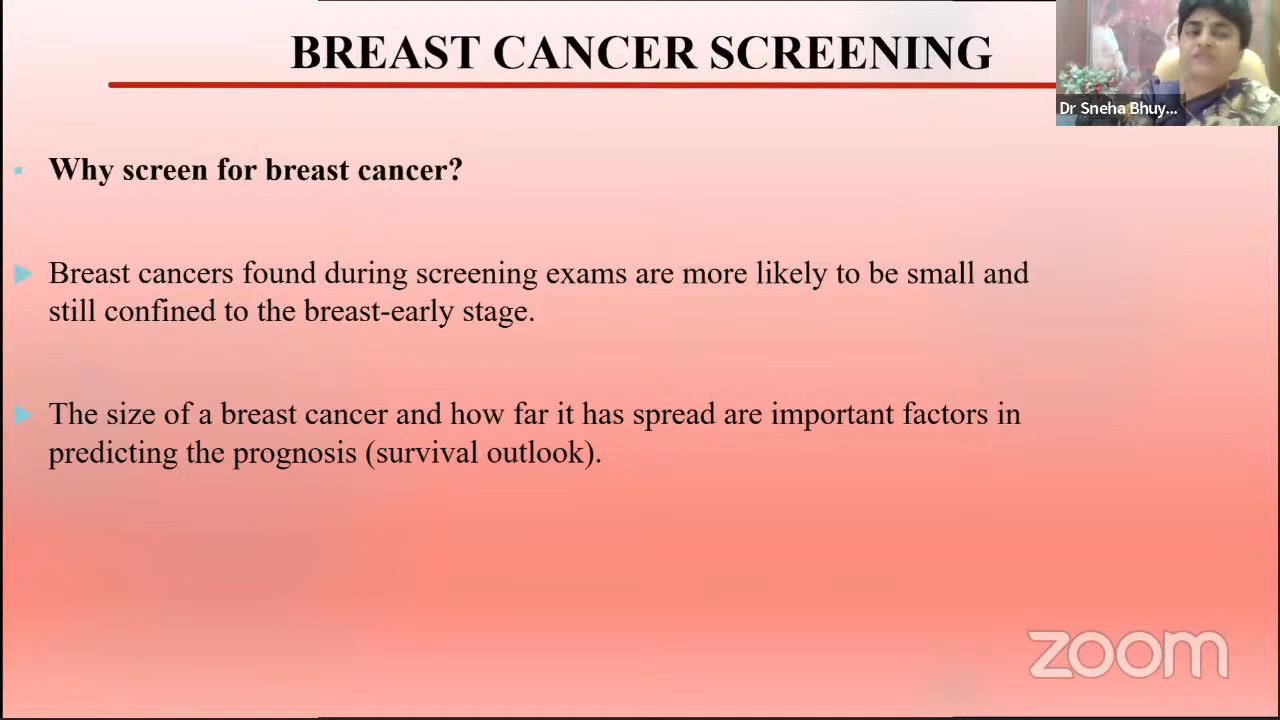 BREAST CANCER SCREENING
Dr Sneha Bhuy...
Why screen for breast cancer?
Breast cancers found during screening exams are more likely to be small and
still confined to the breast-early stage.
The size of a breast cancer and how far it has spread are important factors in
predicting the prognosis (survival outlook).
zoom